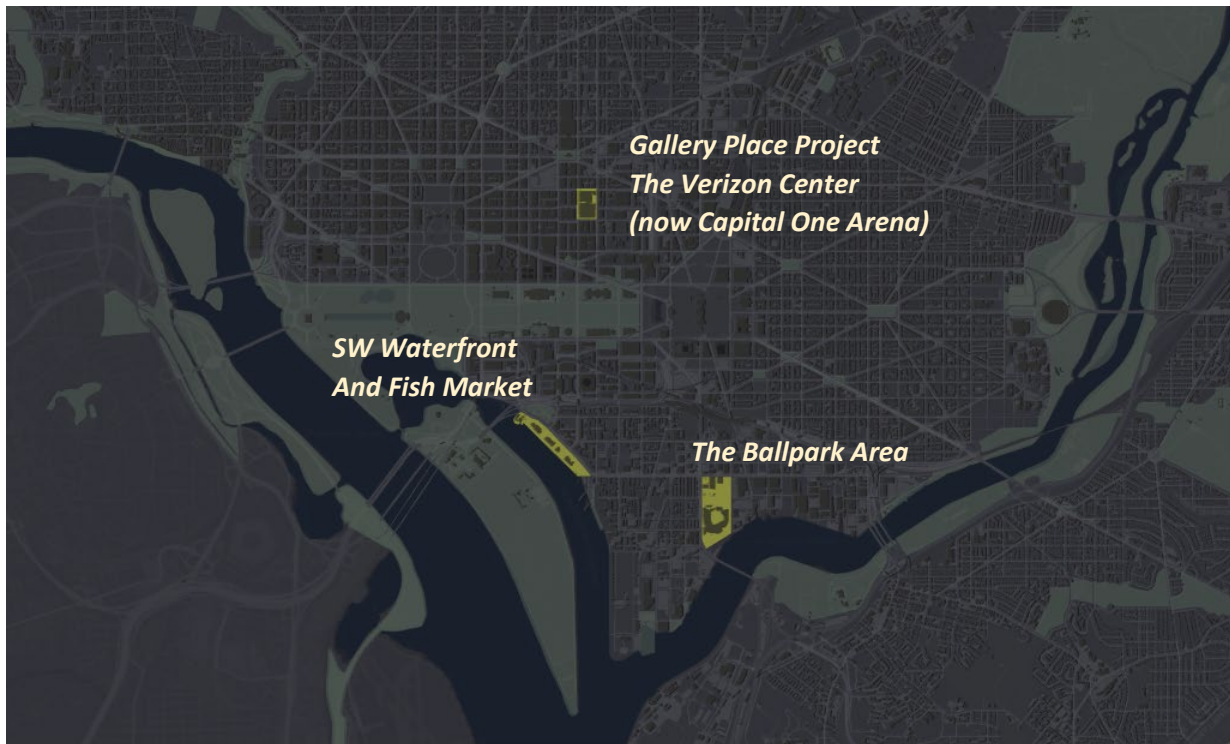 Gallery Place Project
The Verizon Center
(now Capital One Arena)
SW Waterfront
And Fish Market
The Ballpark Area